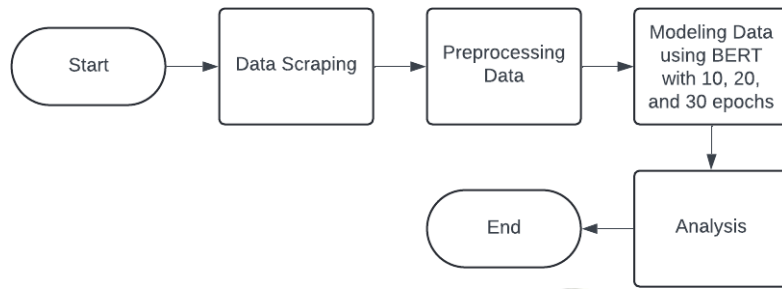 Start
Data Scraping
Preprocessing
Data
Modeling Data
using BERT
with 10, 20,
and 30 epochs
Analysis
End